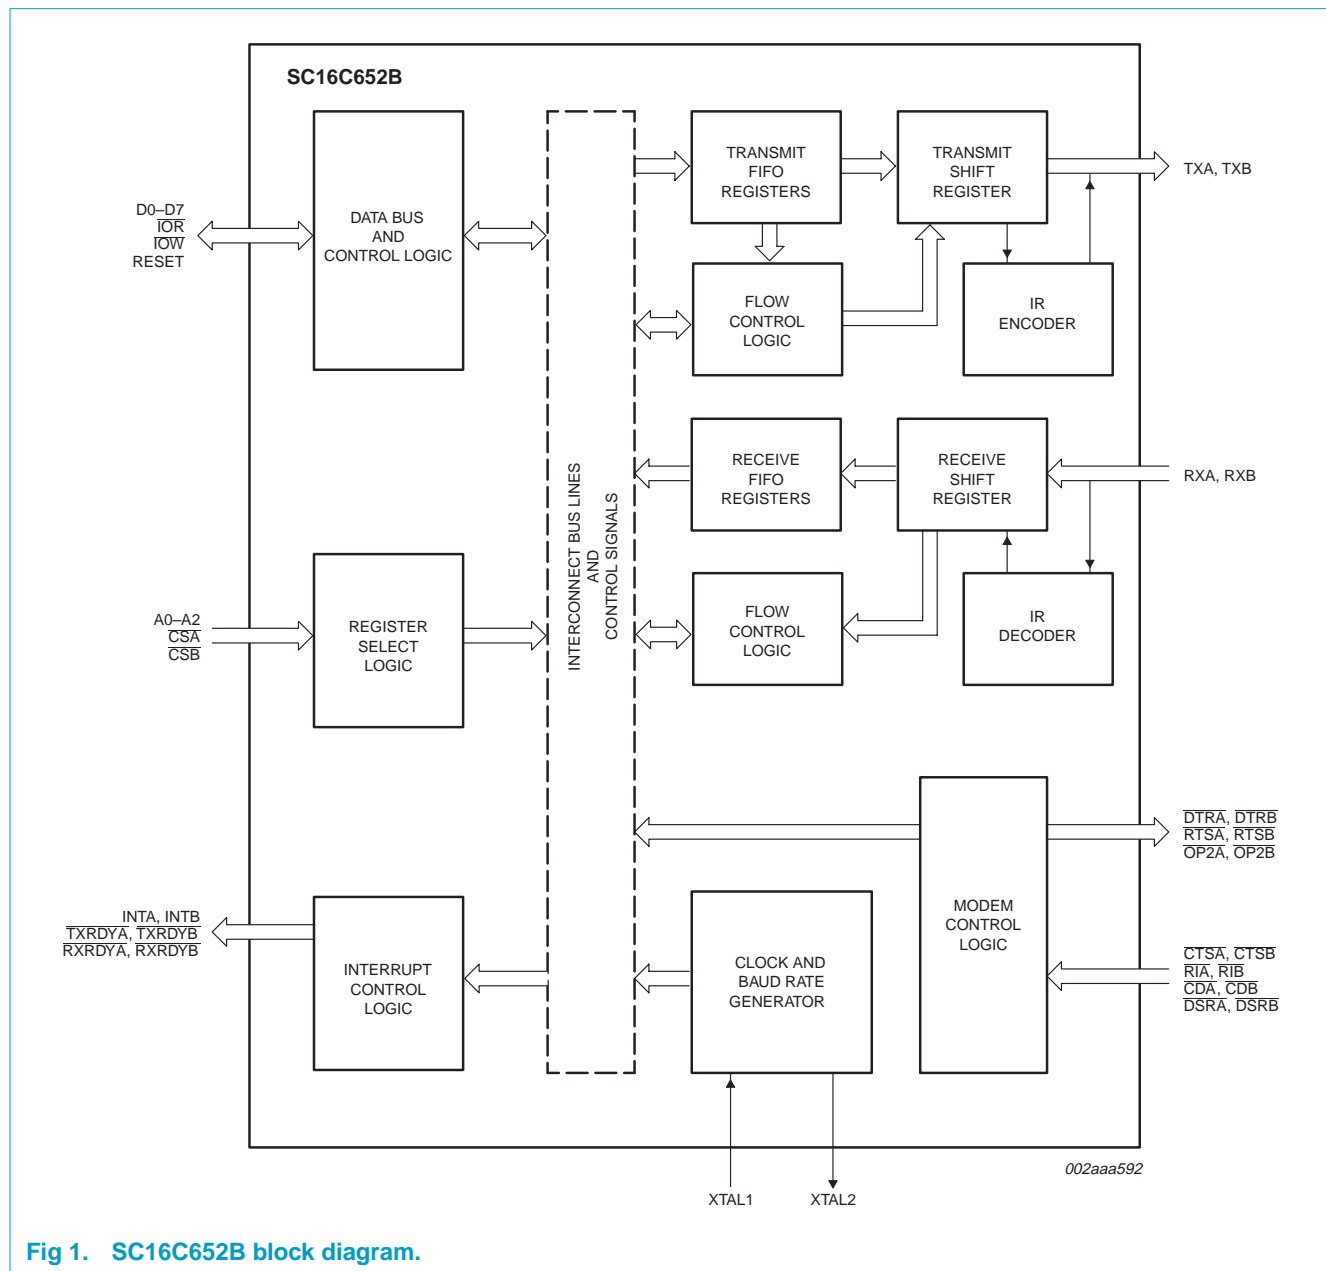 SC16C652B
D0–D7
IOR
IOW
RESET
DATA BUS
AND
CONTROL LOGIC
A0–A2
CSA
CSB
REGISTER
SELECT
LOGIC
INTA, INTB
TXRDYA, TXRDYB
RXRDYA, RXRDYB
INTERRUPT
CONTROL
LOGIC
INTERCONNECT BUS LINES
AND
CONTROL SIGNALS
TRANSMIT
FIFO
REGISTERS
TRANSMIT
SHIFT
REGISTER
TXA, TXB
FLOW
CONTROL
LOGIC
IR
ENCODER
RECEIVE
FIFO
REGISTERS
RECEIVE
SHIFT
REGISTER
RXA, RXB
FLOW
CONTROL
LOGIC
IR
DECODER
DTRA, DTRB
RTSA, RTSB
OP2A, OP2B
MODEM
CONTROL
LOGIC
CTSA, CTSB
RIA, RIB
CDA, CDB
DSRA, DSRB
CLOCK AND
BAUD RATE
GENERATOR
XTAL1
XTAL2
002aaa592
Fig 1. SC16C652B block diagram.